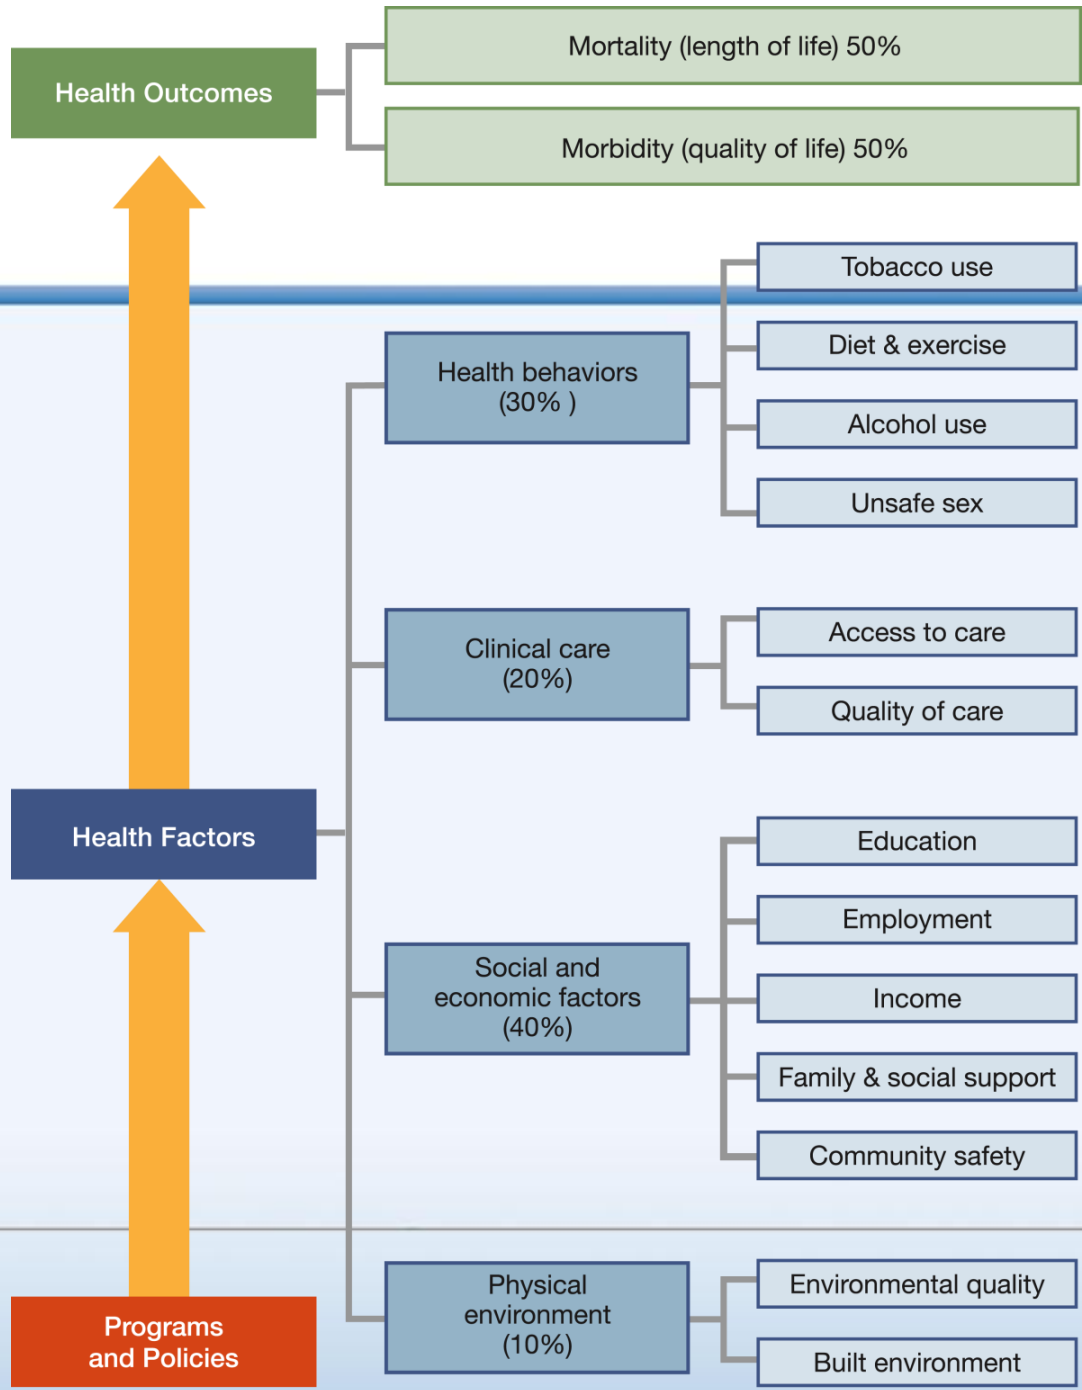 Health Outcomes
Mortality (length of life) 50%
Morbidity (quality of life) 50%
Health Factors
Health behaviors
(30% )
Tobacco use
Diet & exercise
Alcohol use
Unsafe sex
Clinical care
(20%)
Access to care
Quality of care
Social and
economic factors
(40%)
Education
Employment
Income
Family & social support
Community safety
Physical
environment
(10%)
Environmental quality
Built environment
Programs
and Policies